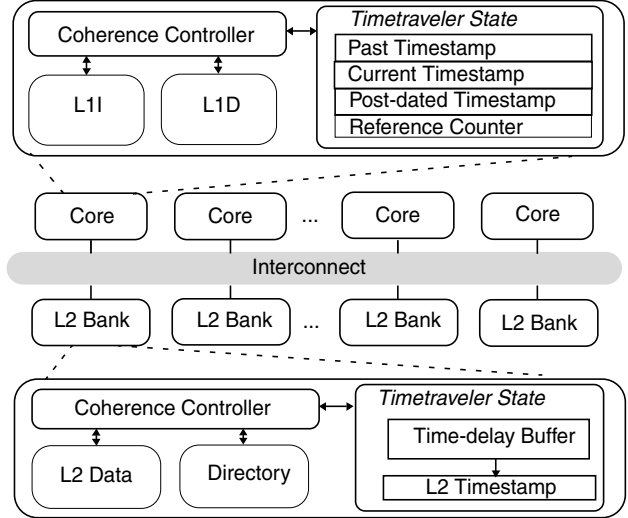 Coherence Controller
Timetraveler State
L1I
L1D
Past Timestamp
Current Timestamp
Post-dated Timestamp
Reference Counter
Core
Core
...
Core
Core
Interconnect
L2 Bank
L2 Bank
...
L2 Bank
L2 Bank
Coherence Controller
Timetraveler State
L2 Data
Directory
Time-delay Buffer
L2 Timestamp